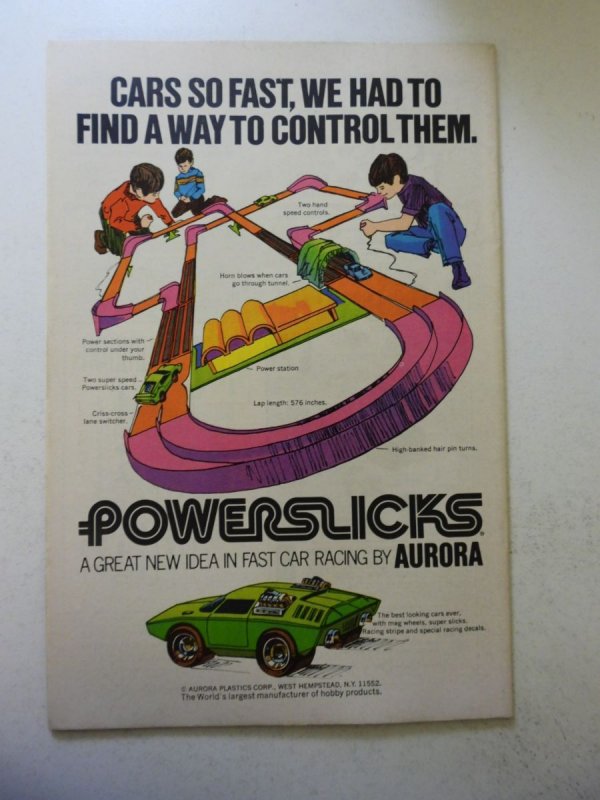 CARS SO FAST, WE HAD TO
FIND A WAY TO CONTROL THEM.
Two hand
speed controls.
Horn blows when cars
go through tunnel.
Power sections with
control under your
thumb.
Power station
Two super speed
Powerslicks cars.
Lap length: 576 inches.
Criss-cross
lane switcher.
High-banked hair pin turns.
POWERSLICKS
A GREAT NEW IDEA IN FAST CAR RACING BY AURORA
The best looking cars ever,
with mag wheels, super slicks.
Racing stripe and special racing decals.
© AURORA PLASTICS CORP., WEST HEMPSTEAD, N.Y. 11552.
The World's largest manufacturer of hobby products.